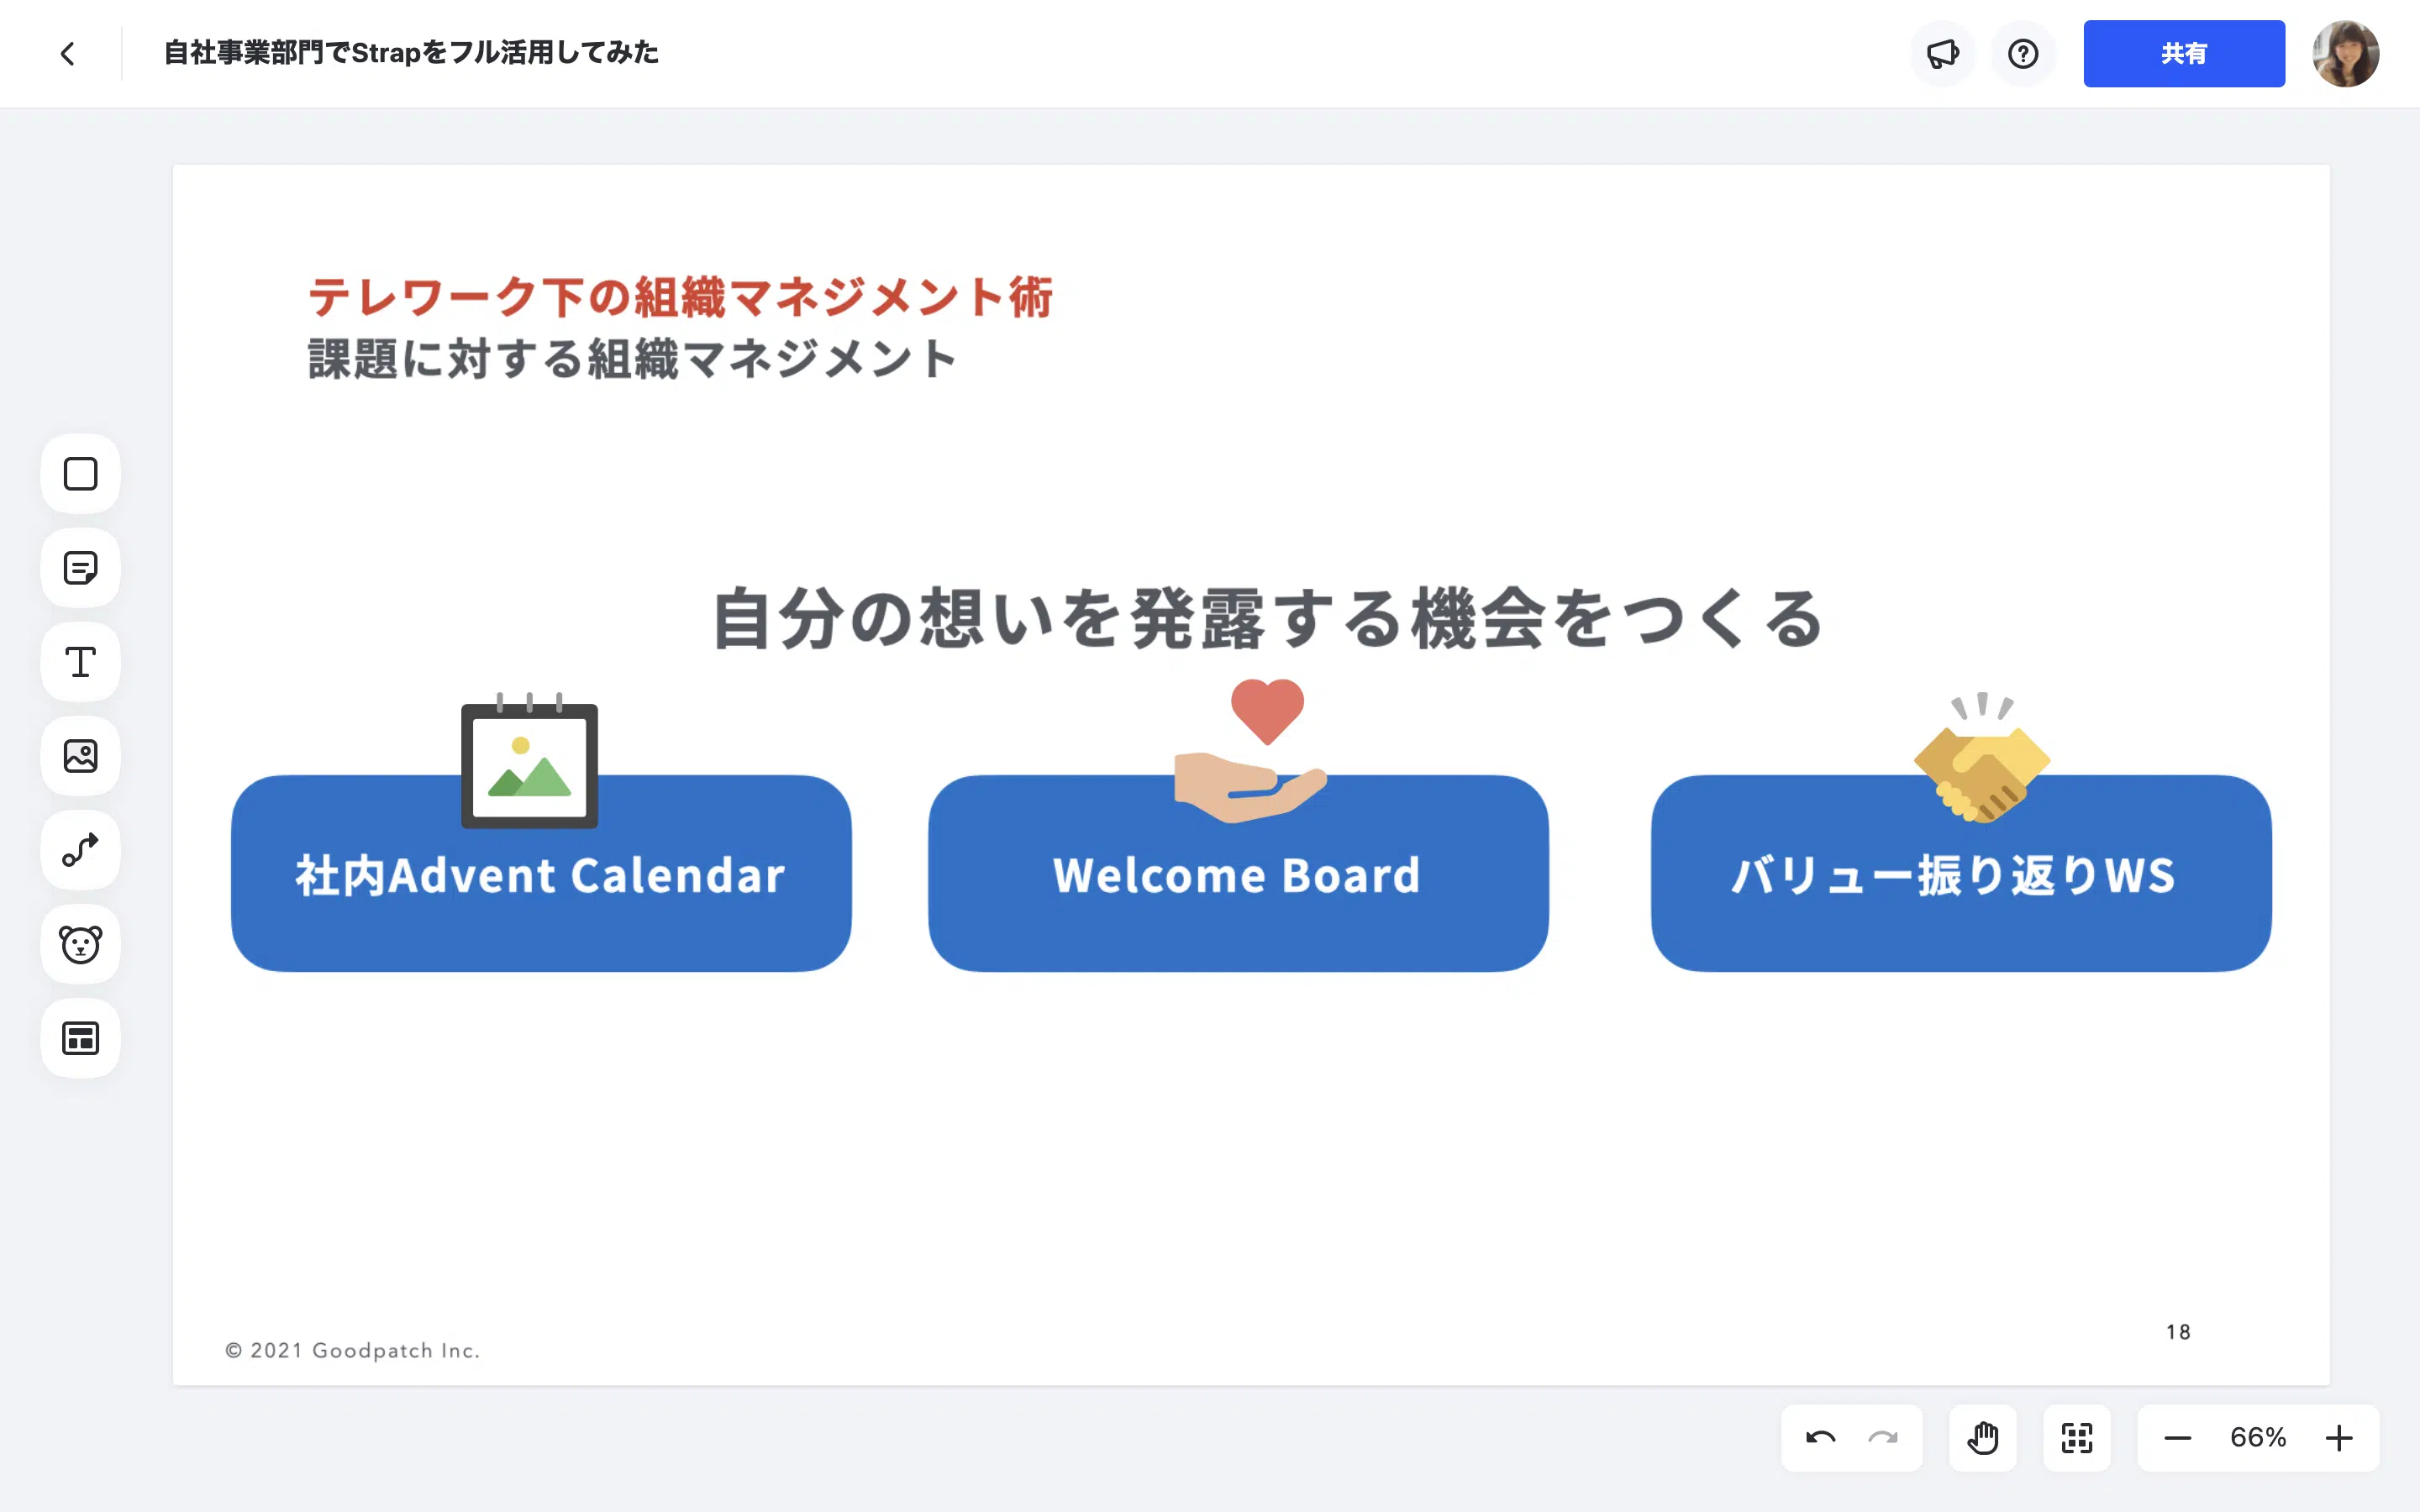 自社事業部門でStrapをフル活用してみた
共有
テレワーク下の組織マネジメント術
課題に対する組織マネジメント
自分の想いを発露する機会をつくる
社内Advent Calendar
Welcome Board
バリュー振り返りWS
© 2021 Goodpatch Inc.
18
66%